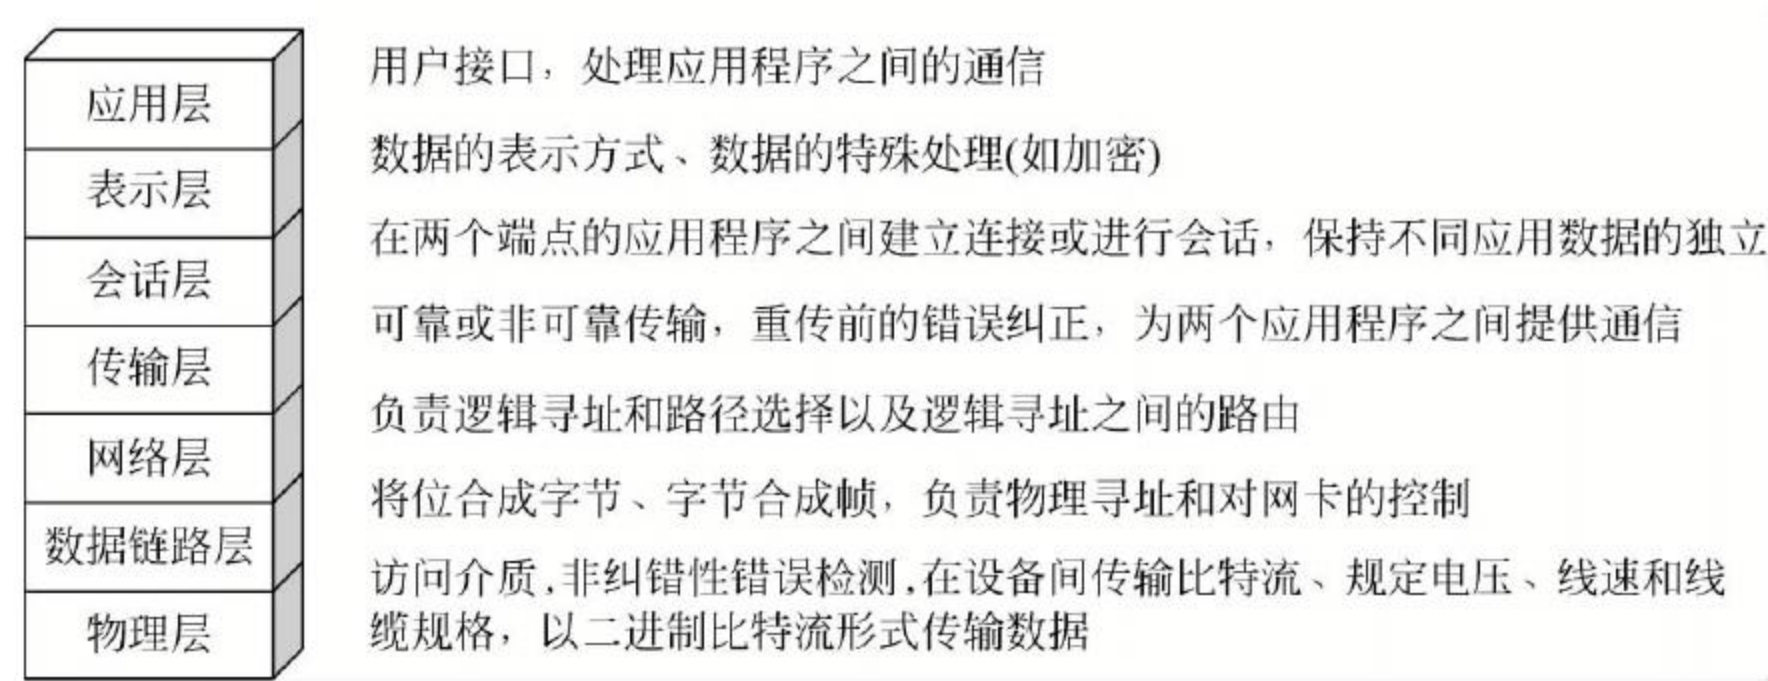 应用层
用户接口，处理应用程序之间的通信
表示层
数据的表示方式、数据的特殊处理(如加密)
会话层
在两个端点的应用程序之间建立连接或进行会话，保持不同应用数据的独立
传输层
可靠或非可靠传输，重传前的错误纠正，为两个应用程序之间提供通信
网络层
负责逻辑寻址和路径选择以及逻辑寻址之间的路由
数据链路层
将位合成字节、字节合成帧，负责物理寻址和对网卡的控制
物理层
访问介质,非纠错性错误检测,在设备间传输比特流、规定电压、线速和线
缆规格，以二进制比特流形式传输数据